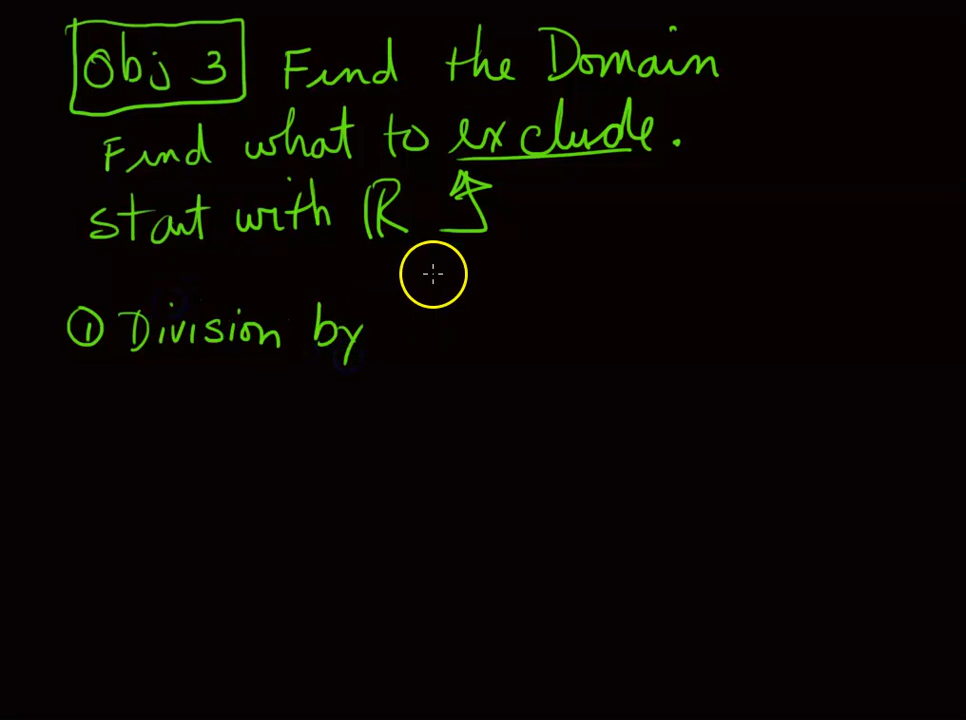 Obj 3 Find the Domain
Find what to exclude.
start with ℝ
① Division by